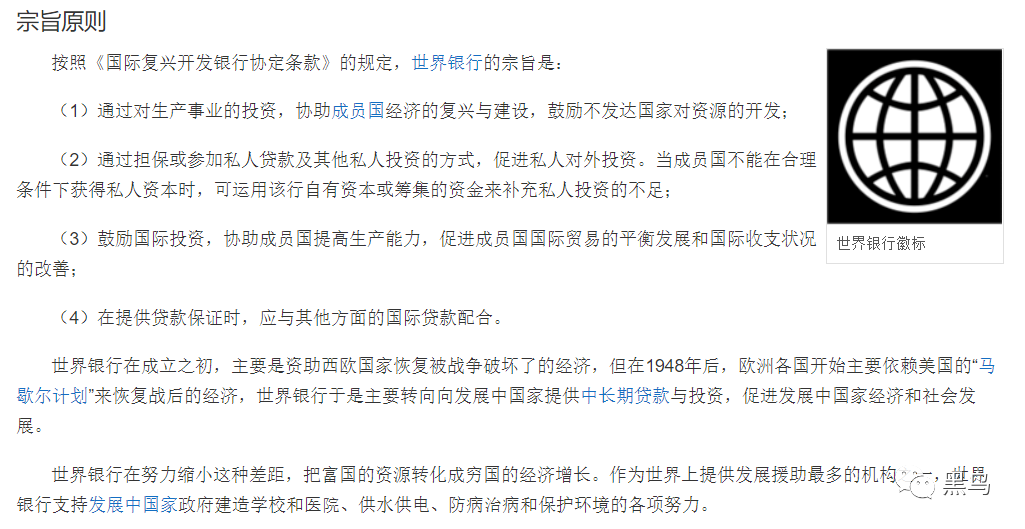 宗旨原则
按照《国际复兴开发银行协定条款》的规定，世界银行的宗旨是：
（1）通过对生产事业的投资，协助成员国经济的复兴与建设，鼓励不发达国家对资源的开发；
（2）通过担保或参加私人贷款及其他私人投资的方式，促进私人对外投资。当成员国不能在合理
条件下获得私人资本时，可运用该行自有资本或筹集的资金来补充私人投资的不足；
（3）鼓励国际投资，协助成员国提高生产能力，促进成员国国际贸易的平衡发展和国际收支状况
的改善；
（4）在提供贷款保证时，应与其他方面的国际贷款配合。
世界银行徽标
世界银行在成立之初，主要是资助西欧国家恢复被战争破坏了的经济，但在1948年后，欧洲各国开始主要依赖美国的“马
歇尔计划”来恢复战后的经济，世界银行于是主要转向向发展中国家提供中长期贷款与投资，促进发展中国家经济和社会发
展。
世界银行在努力缩小这种差距，把富国的资源转化成穷国的经济增长。作为世界上提供发展援助最多的机构 ，世界
银行支持发展中国家政府建造学校和医院、供水供电、防病治病和保护环境的各项努力。
黑鸟